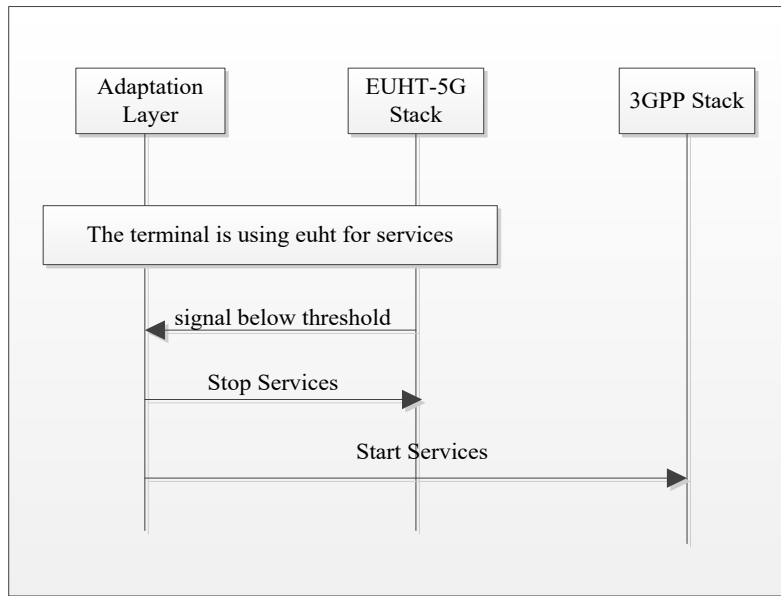 Adaptation
Layer
EUHT-5G
Stack
3GPP Stack
The terminal is using euht for services
signal below threshold
Stop Services
Start Services